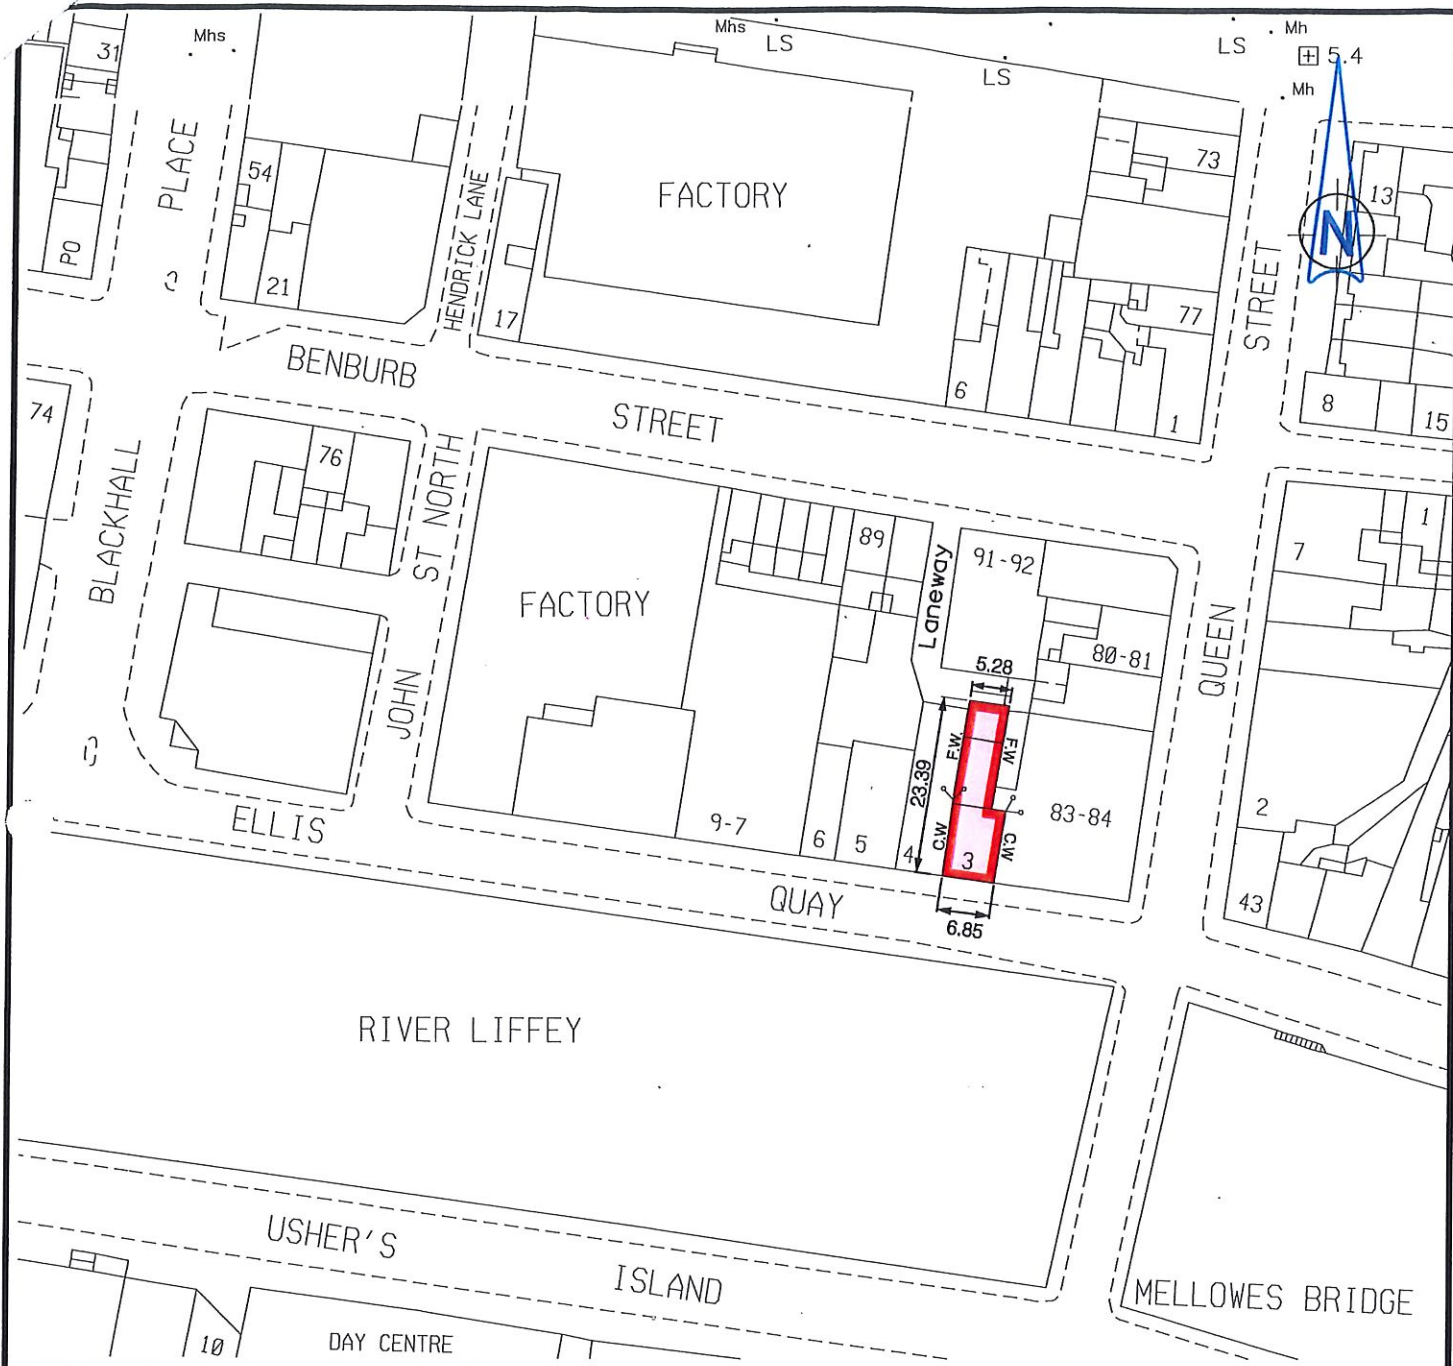 Mhs
Mhs
LS
LS
LS
Mh
5.4
Mh
31
PLACE
54
21
PO
HENDRICK LANE
17
FACTORY
73
77
6
1
STREET
N
13
8
15
BENBURB
STREET
74
76
BLACKHALL
ST NORTH
JOHN
FACTORY
89
Laneway
91-92
80-81
QUEEN
7
1
2
43
5.28
23.39
F.W.
F.W
C.W
C.W
3
6.85
83-84
9-7
6
5
4
ELLIS
QUAY
RIVER LIFFEY
USHER'S
ISLAND
MELLOWES BRIDGE
10
DAY CENTRE